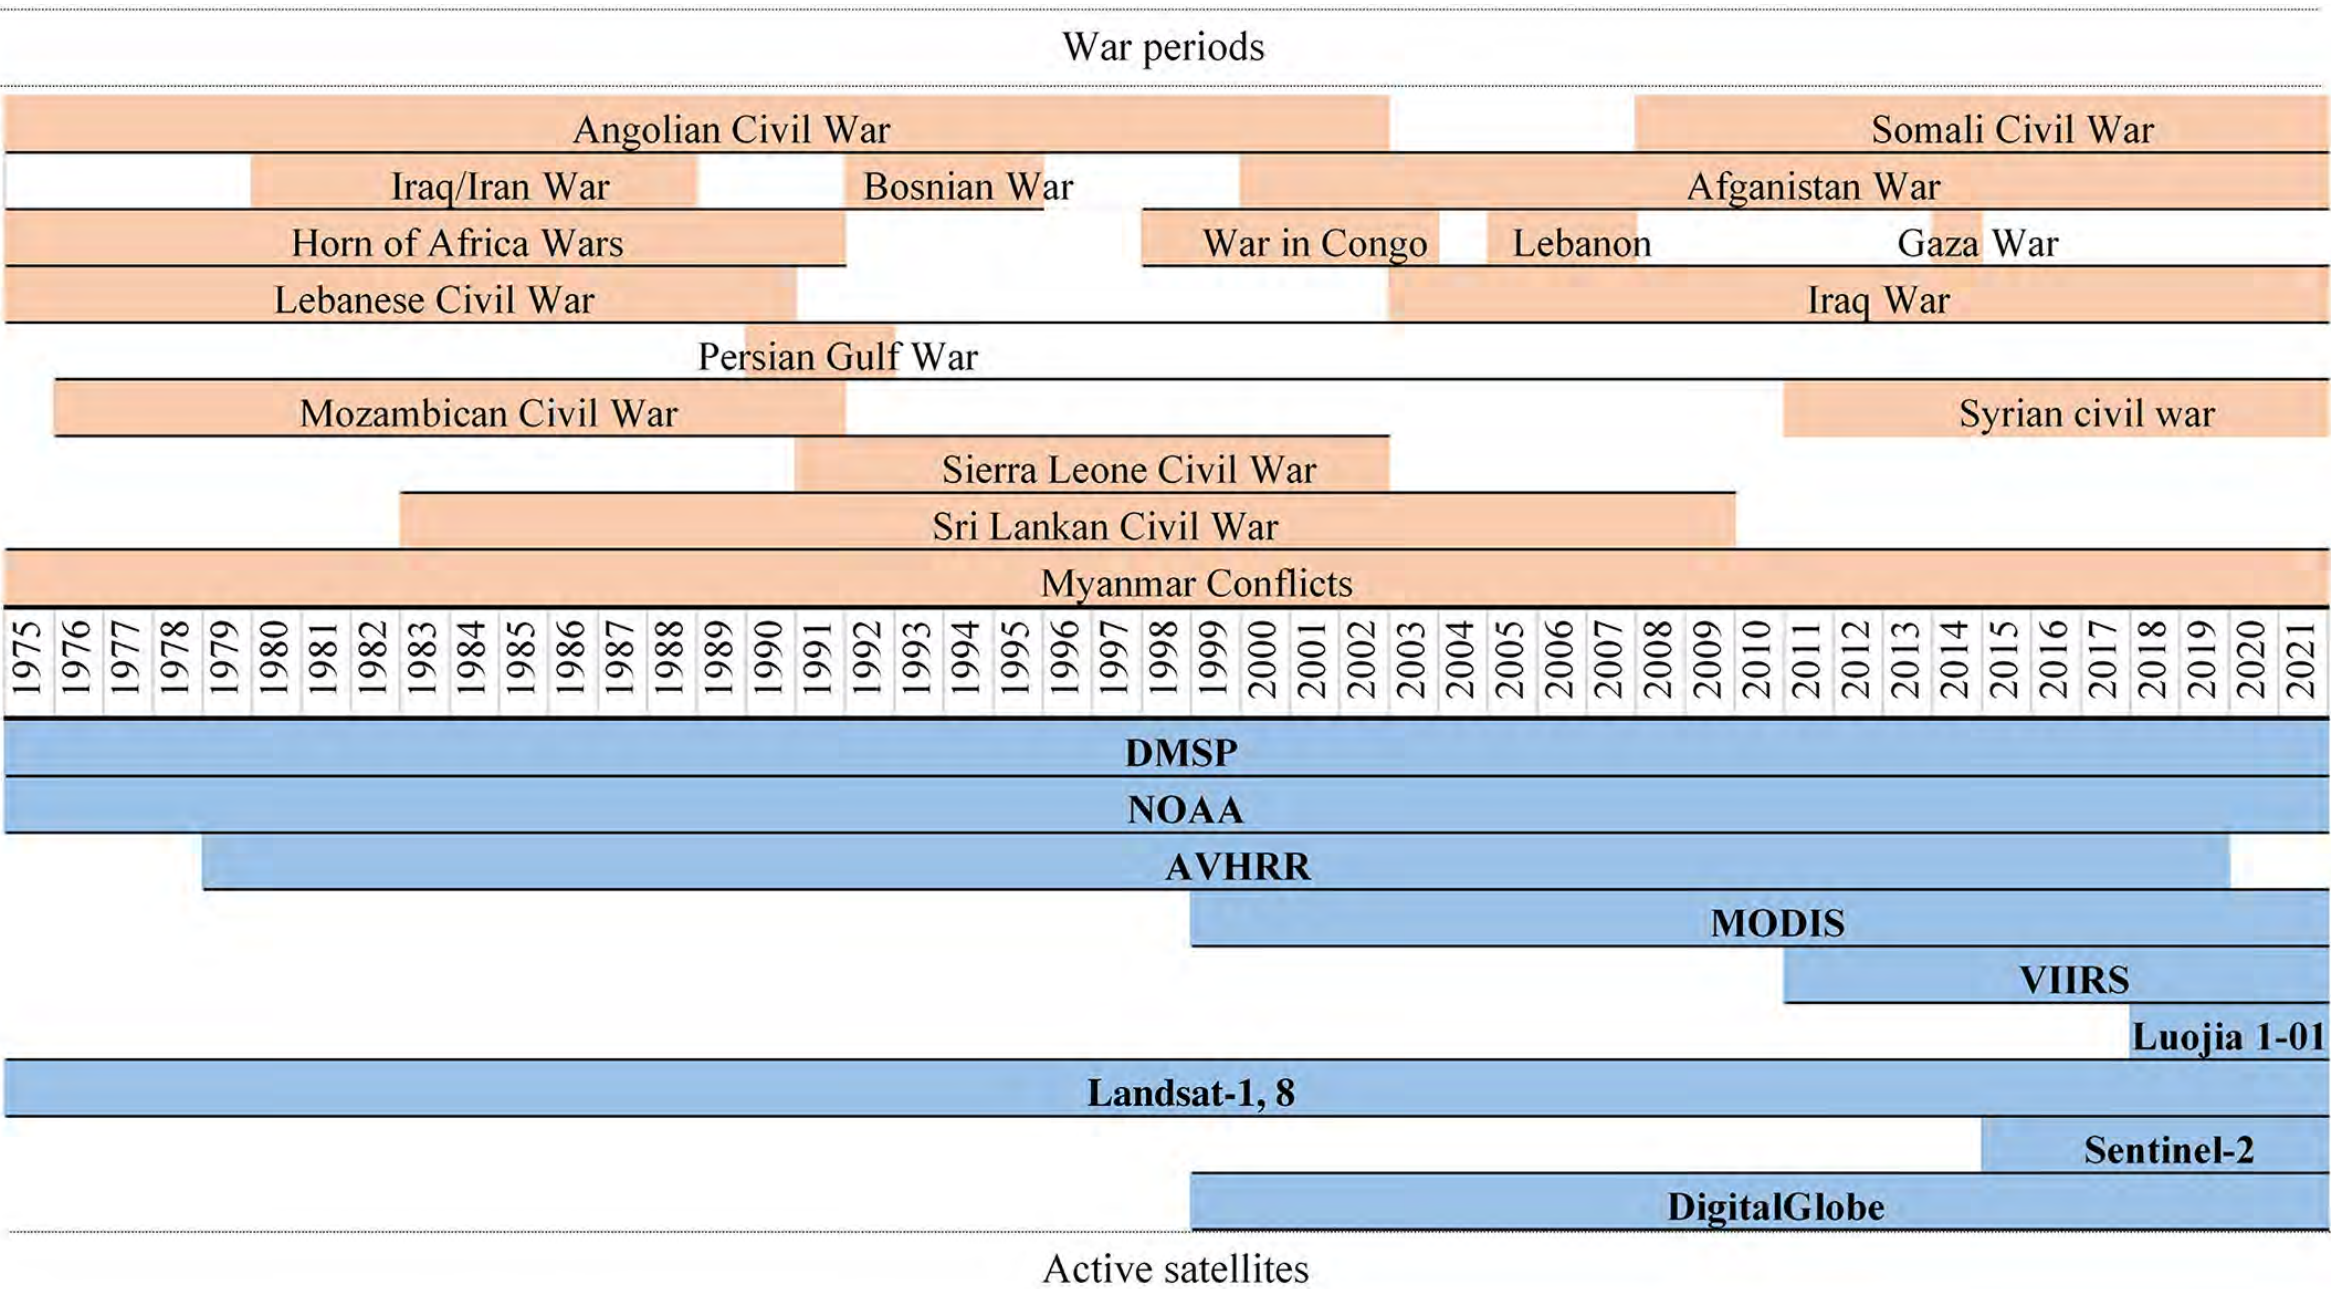 War periods
Angolian Civil War
Somali Civil War
Iraq/Iran War
Bosnian War
Afganistan War
Horn of Africa Wars
War in Congo
Lebanon
Gaza War
Lebanese Civil War
Iraq War
Persian Gulf War
Mozambican Civil War
Syrian civil war
Sierra Leone Civil War
Sri Lankan Civil War
Myanmar Conflicts
1975
1976
1977
1978
1979
1980
1981
1982
1983
1984
1985
1986
1987
1988
1989
1990
1991
1992
1993
1994
1995
1996
1997
1998
1999
2000
2001
2002
2003
2004
2005
2006
2007
2008
2009
2010
2011
2012
2013
2014
2015
2016
2017
2018
2019
2020
2021
DMSP
NOAA
AVHRR
MODIS
VIIRS
Luojia 1-01
Landsat-1, 8
Sentinel-2
DigitalGlobe
Active satellites